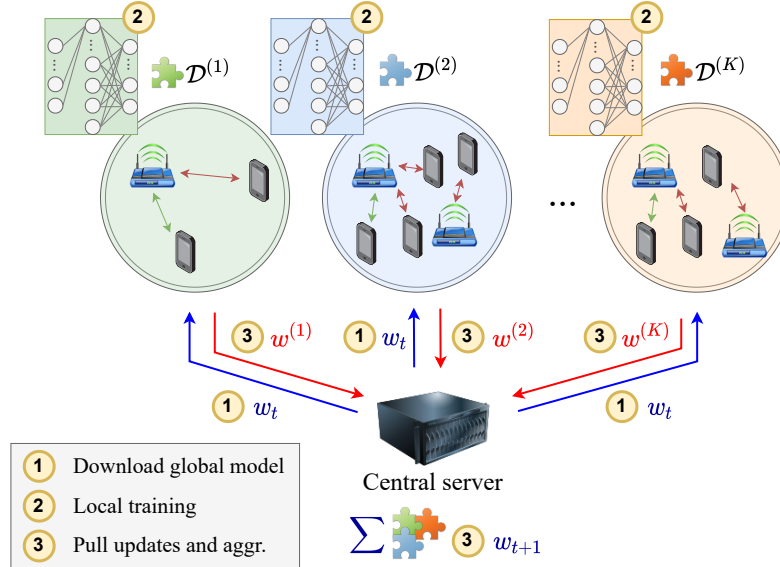 2 2 2
𝒟^(1) 𝒟^(2) 𝒟^(K)
...
3 w^(1) 1 w_t 3 w^(2) 3 w^(K)
1 w_t 1 w_t
Central server
∑ 3 w_{t+1}
1 Download global model
2 Local training
3 Pull updates and aggr.